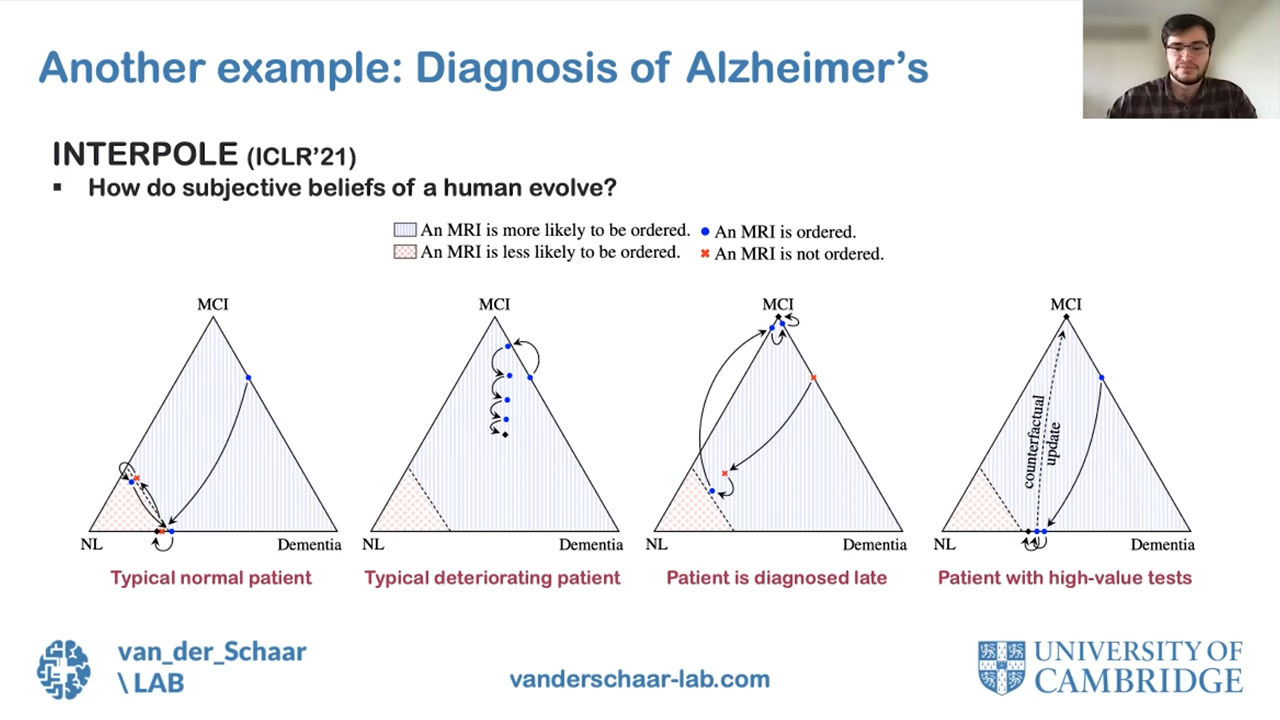 Another example: Diagnosis of Alzheimer's
INTERPOLE (ICLR'21)
▪ How do subjective beliefs of a human evolve?
An MRI is more likely to be ordered.
An MRI is ordered.
An MRI is less likely to be ordered.
An MRI is not ordered.
MCI
NL
Dementia
Typical normal patient
MCI
NL
Dementia
Typical deteriorating patient
MCI
NL
Dementia
Patient is diagnosed late
MCI
counterfactual
update
NL
Dementia
Patient with high-value tests
van_der_Schaar
\ LAB
vanderschaar-lab.com
UNIVERSITY OF
CAMBRIDGE